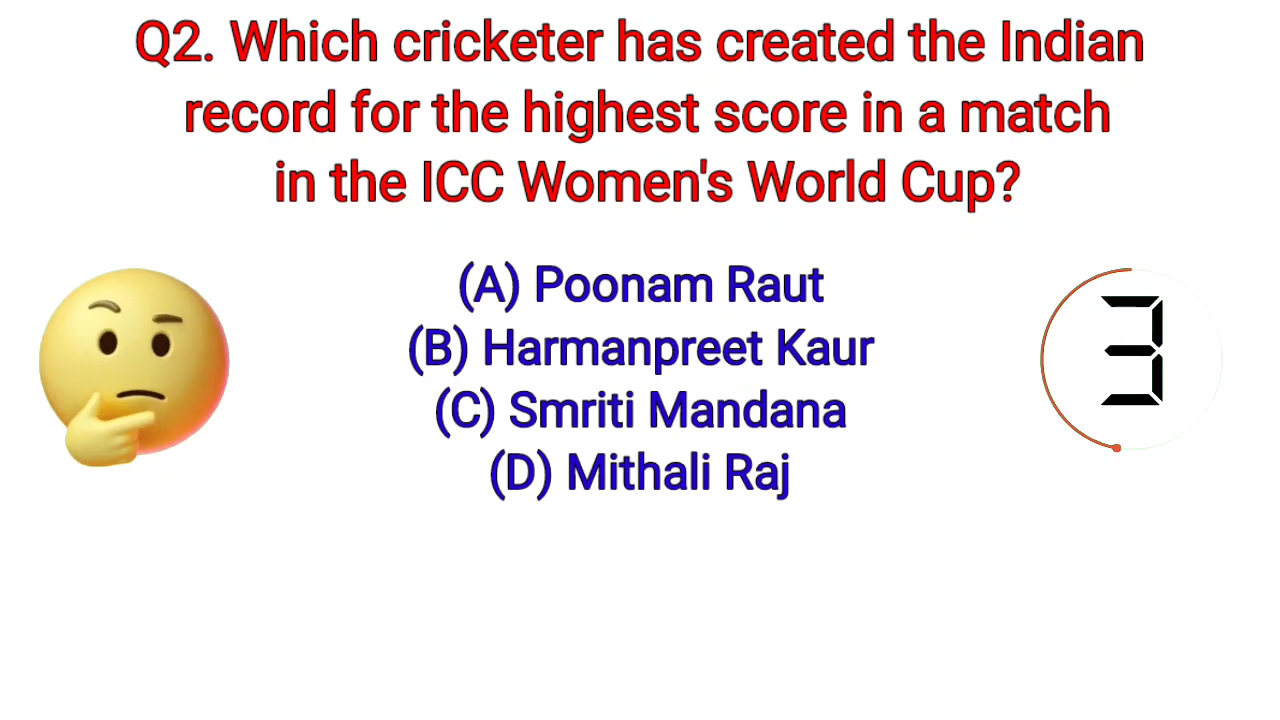 Q2. Which cricketer has created the Indian
record for the highest score in a match
in the ICC Women's World Cup?
(A) Poonam Raut
(B) Harmanpreet Kaur
(C) Smriti Mandana
(D) Mithali Raj
3